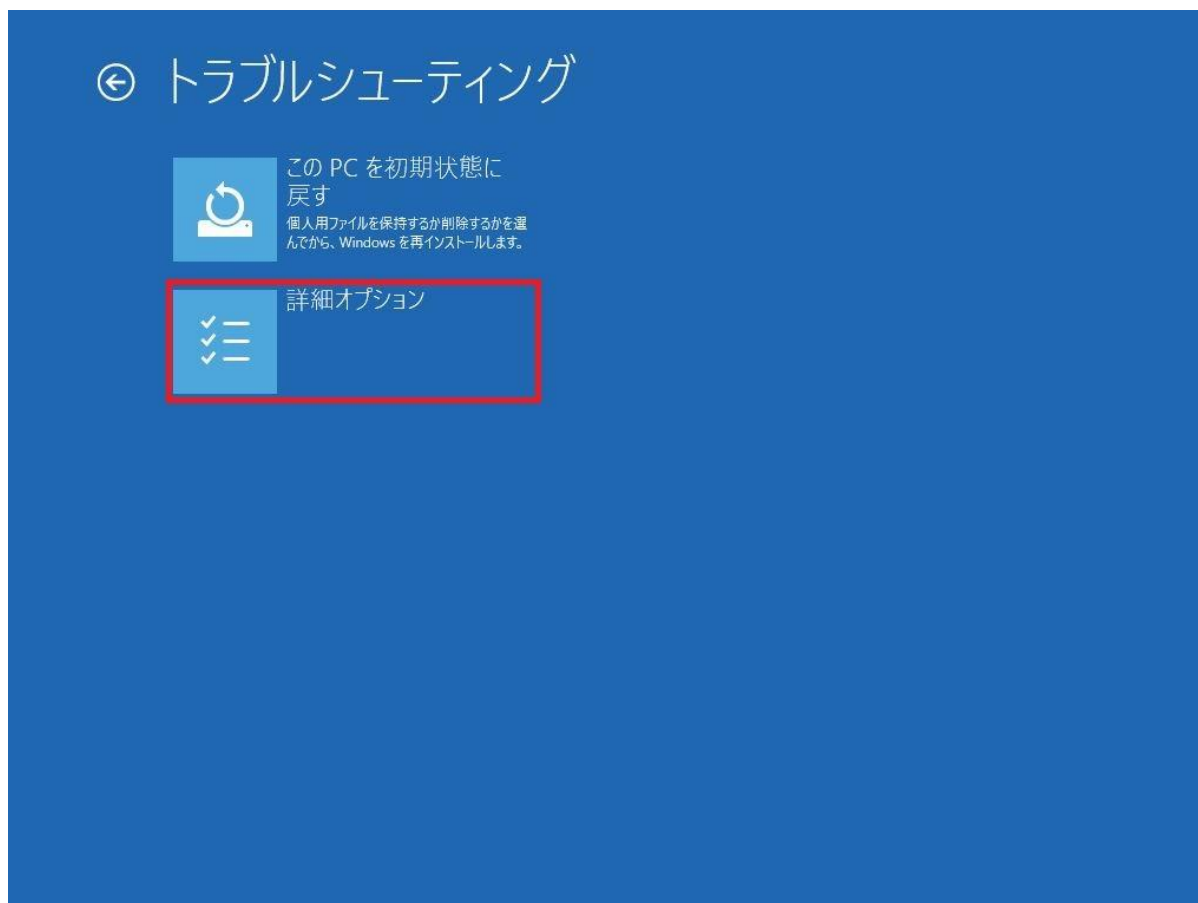 トラブルシューティング
この PC を初期状態に
戻す
個人用ファイルを保持するか削除するかを選
んでから、Windows を再インストールします。
詳細オプション